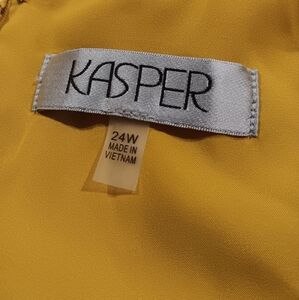 KASPER
24W
MADE IN
VIETNAM